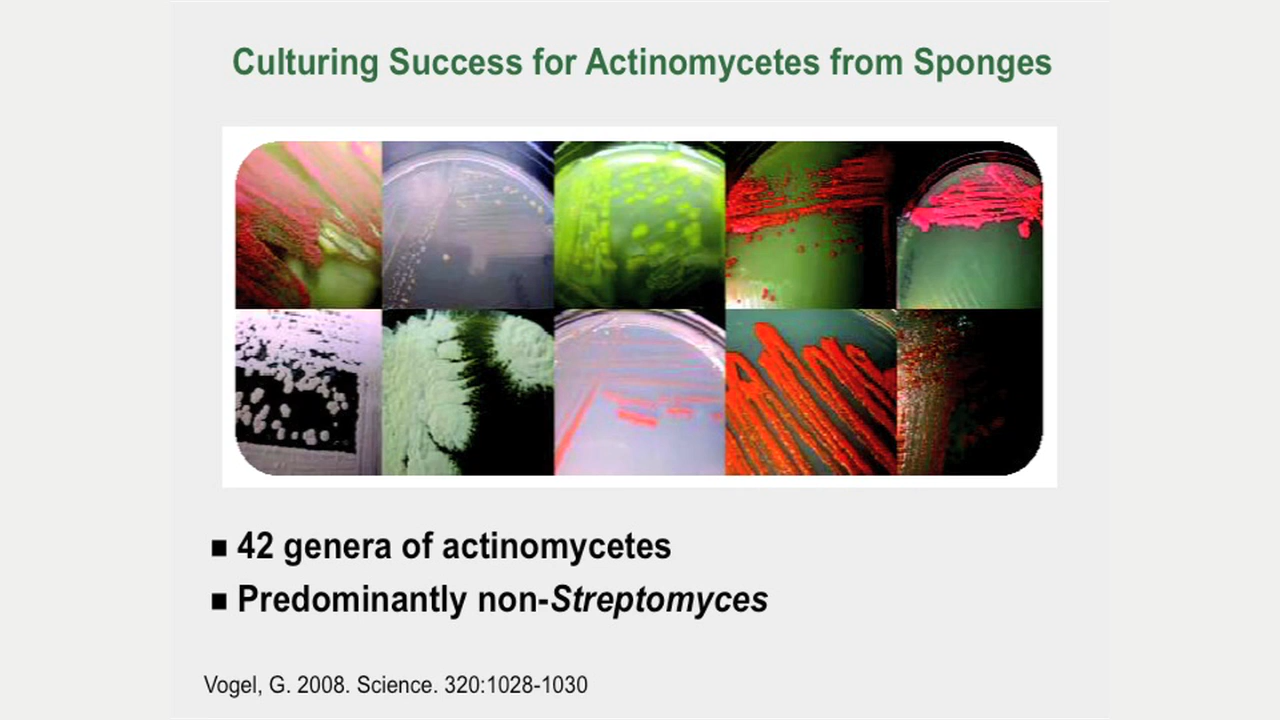 Culturing Success for Actinomycetes from Sponges
■ 42 genera of actinomycetes
■ Predominantly non-Streptomyces
Vogel, G. 2008. Science. 320:1028-1030